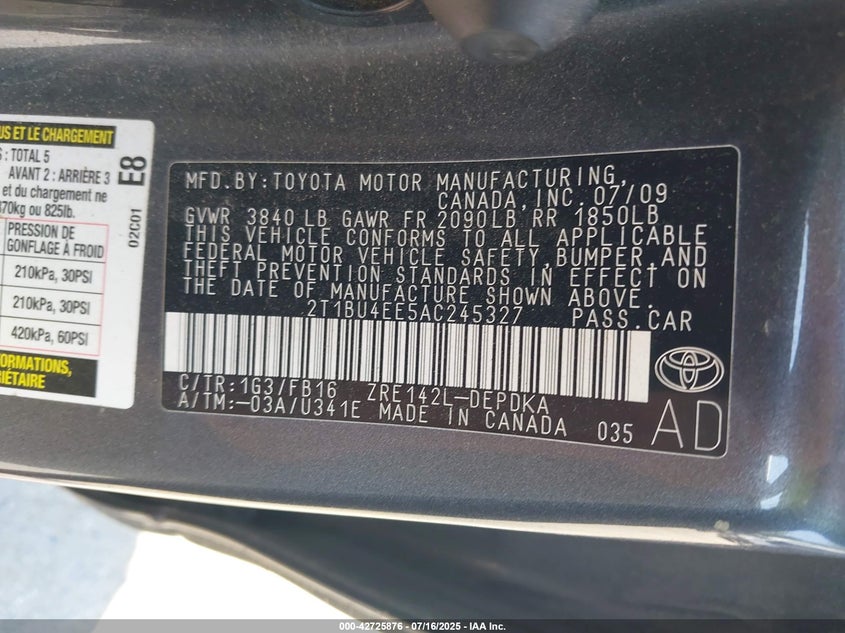 US ET LE CHARGEMENT
S : TOTAL 5
AVANT 2 : ARRIÈRE 3
et du chargement ne
470kg ou 825lb.
PRESSION DE
GONFLAGE À FROID
210kPa, 30PSI
210kPa, 30PSI
420kPa, 60PSI
E8
02C01
MFD.BY:TOYOTA MOTOR MANUFACTURING,
CANADA, INC. 07/09
GVWR 3840 LB GAWR FR 2090LB RR 1850LB
THIS VEHICLE CONFORMS TO ALL APPLICABLE
FEDERAL MOTOR VEHICLE SAFETY,BUMPER,AND
THEFT PREVENTION STANDARDS IN EFFECT ON
THE DATE OF MANUFACTURE SHOWN ABOVE.
2T1BU4EE5AC245327 PASS.CAR
C/TR:1G3/FB16 ZRE142L-DEPDKA
A/TM:-03A/U341E MADE IN CANADA 035
AD
000-42725876 - 07/16/2025 - IAA Inc.